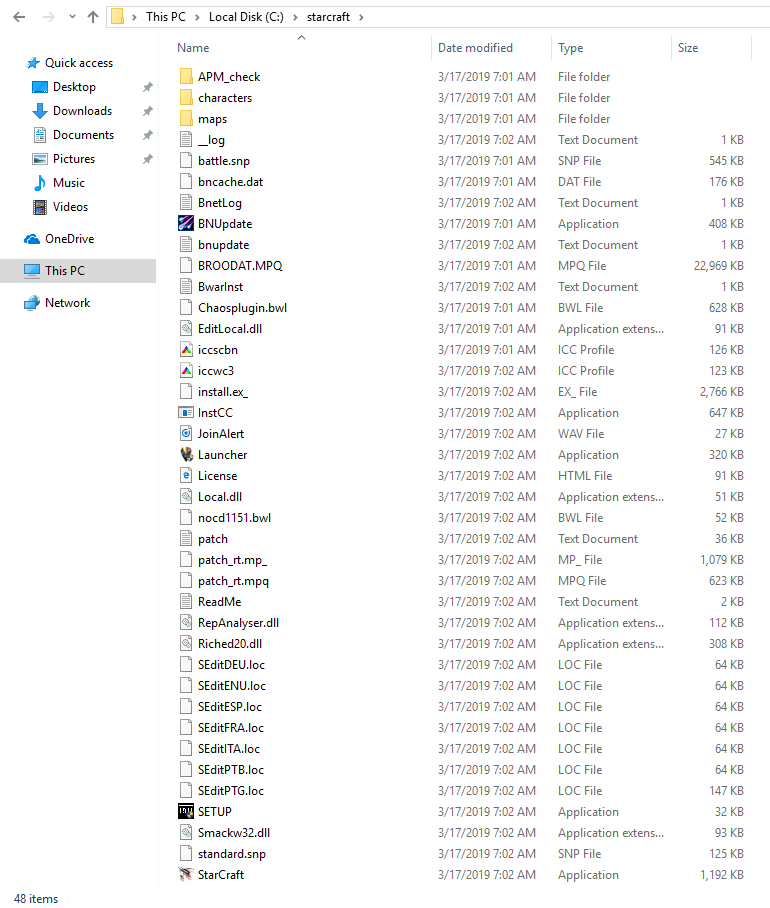 This PC > Local Disk (C:) > starcraft >
Name Date modified Type Size
Quick access
Desktop
Downloads
Documents
Pictures
Music
Videos
OneDrive
This PC
Network
APM_check 3/17/2019 7:01 AM File folder
characters 3/17/2019 7:01 AM File folder
maps 3/17/2019 7:01 AM File folder
__log 3/17/2019 7:02 AM Text Document 1 KB
battle.snp 3/17/2019 7:01 AM SNP File 545 KB
bncache.dat 3/17/2019 7:01 AM DAT File 176 KB
BnetLog 3/17/2019 7:02 AM Text Document 1 KB
BNUpdate 3/17/2019 7:01 AM Application 408 KB
bnupdate 3/17/2019 7:02 AM Text Document 1 KB
BROODAT.MPQ 3/17/2019 7:01 AM MPQ File 22,969 KB
BwarInst 3/17/2019 7:02 AM Text Document 1 KB
Chaosplugin.bwl 3/17/2019 7:01 AM BWL File 628 KB
EditLocal.dll 3/17/2019 7:01 AM Application extens... 91 KB
iccscbn 3/17/2019 7:01 AM ICC Profile 126 KB
iccwc3 3/17/2019 7:02 AM ICC Profile 123 KB
install.ex_ 3/17/2019 7:02 AM EX_ File 2,766 KB
InstCC 3/17/2019 7:02 AM Application 647 KB
JoinAlert 3/17/2019 7:02 AM WAV File 27 KB
Launcher 3/17/2019 7:02 AM Application 320 KB
License 3/17/2019 7:02 AM HTML File 91 KB
Local.dll 3/17/2019 7:02 AM Application extens... 51 KB
nocd1151.bwl 3/17/2019 7:02 AM BWL File 52 KB
patch 3/17/2019 7:02 AM Text Document 36 KB
patch_rt.mp_ 3/17/2019 7:02 AM MP_ File 1,079 KB
patch_rt.mpq 3/17/2019 7:02 AM MPQ File 623 KB
ReadMe 3/17/2019 7:02 AM Text Document 2 KB
RepAnalyser.dll 3/17/2019 7:02 AM Application extens... 112 KB
Riched20.dll 3/17/2019 7:02 AM Application extens... 308 KB
SEditDEU.loc 3/17/2019 7:02 AM LOC File 64 KB
SEditENU.loc 3/17/2019 7:02 AM LOC File 64 KB
SEditESP.loc 3/17/2019 7:02 AM LOC File 64 KB
SEditFRA.loc 3/17/2019 7:02 AM LOC File 64 KB
SEditITA.loc 3/17/2019 7:02 AM LOC File 64 KB
SEditPTB.loc 3/17/2019 7:02 AM LOC File 64 KB
SEditPTG.loc 3/17/2019 7:02 AM LOC File 147 KB
SETUP 3/17/2019 7:02 AM Application 32 KB
Smackw32.dll 3/17/2019 7:02 AM Application extens... 93 KB
standard.snp 3/17/2019 7:02 AM SNP File 125 KB
StarCraft 3/17/2019 7:02 AM Application 1,192 KB
48 items